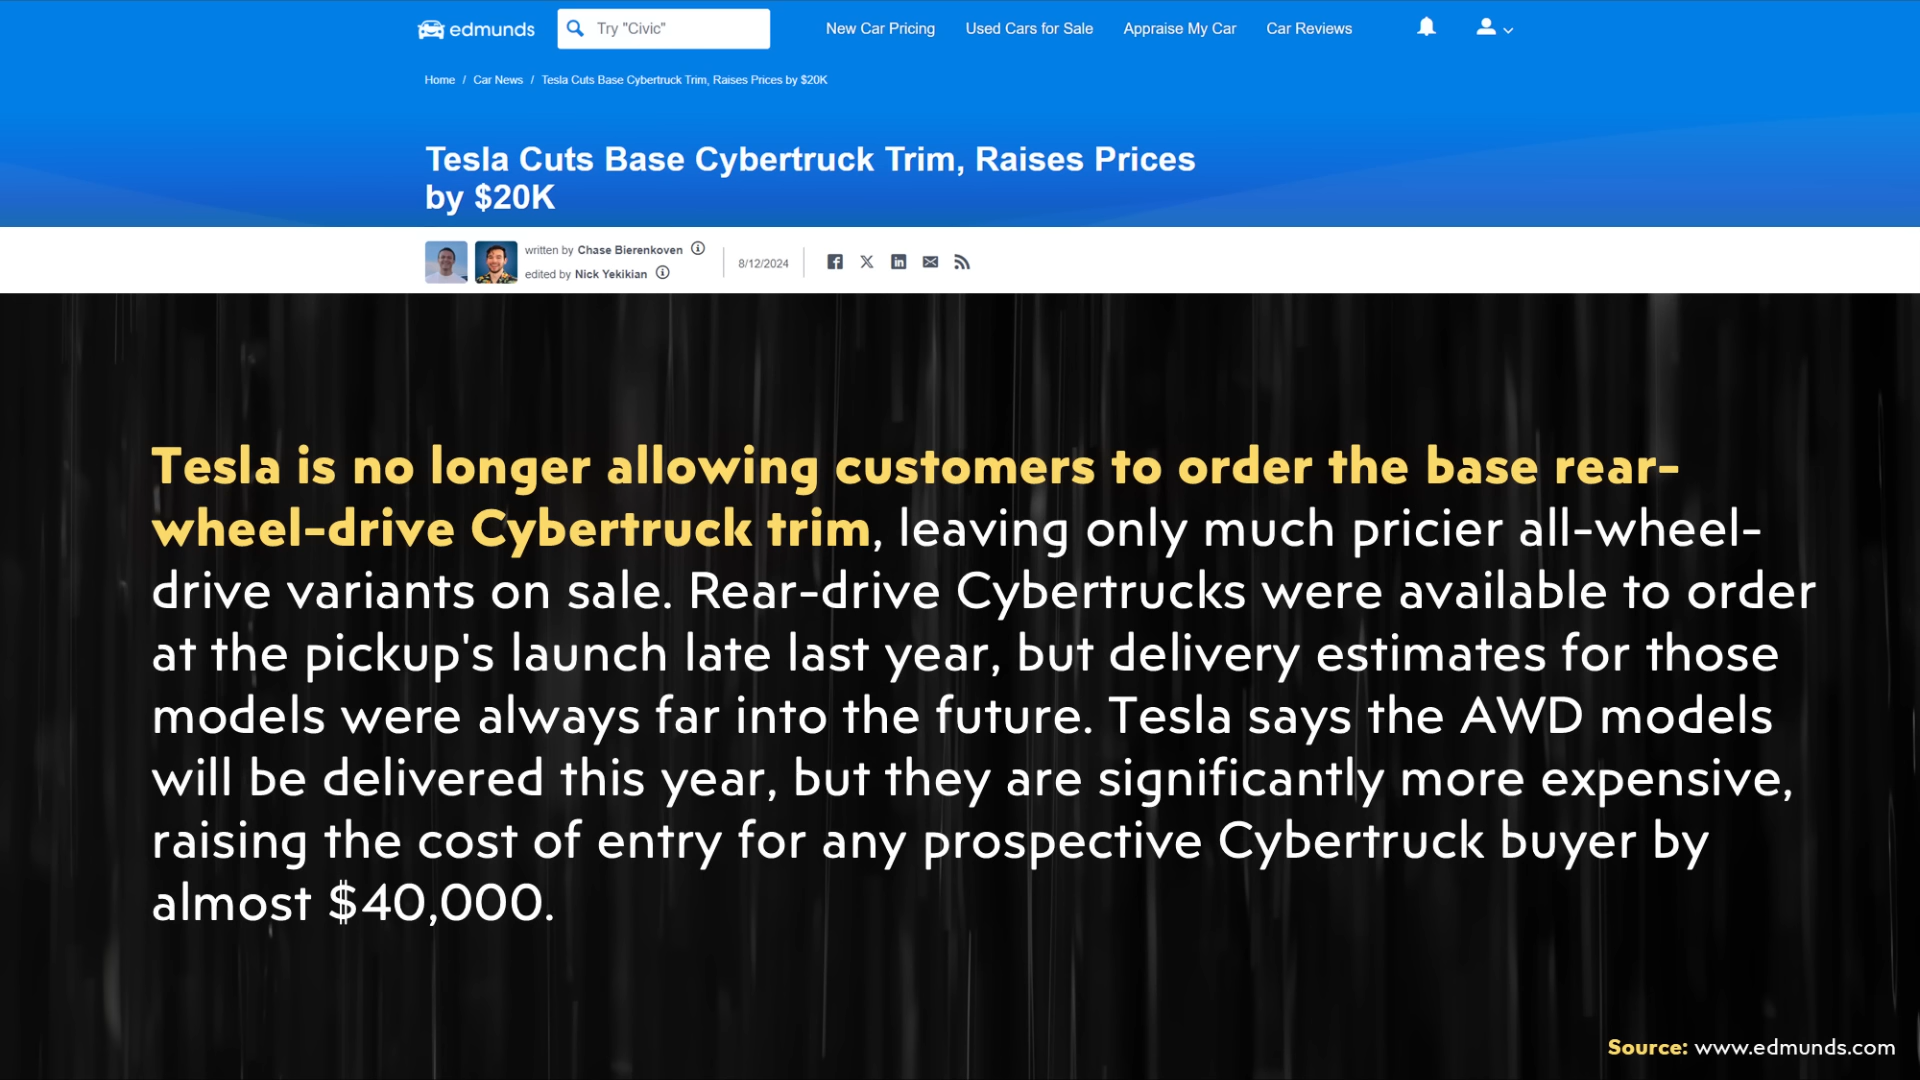 edmunds
Try "Civic"
New Car Pricing
Used Cars for Sale
Appraise My Car
Car Reviews
Home / Car News / Tesla Cuts Base Cybertruck Trim, Raises Prices by $20K
Tesla Cuts Base Cybertruck Trim, Raises Prices
by $20K
written by Chase Bierenkoven
edited by Nick Yekikian
8/12/2024
Tesla is no longer allowing customers to order the base rear-
wheel-drive Cybertruck trim, leaving only much pricier all-wheel-
drive variants on sale. Rear-drive Cybertrucks were available to order
at the pickup's launch late last year, but delivery estimates for those
models were always far into the future. Tesla says the AWD models
will be delivered this year, but they are significantly more expensive,
raising the cost of entry for any prospective Cybertruck buyer by
almost $40,000.
Source: www.edmunds.com